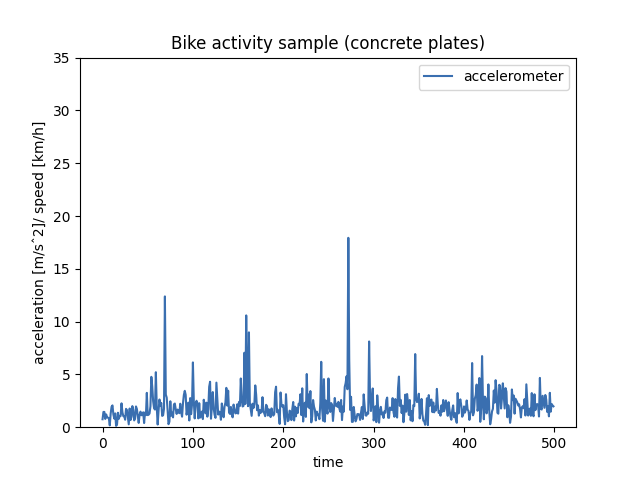 Bike activity sample (concrete plates)
accelerometer
acceleration [m/sˆ2]/ speed [km/h]
35
30
25
20
15
10
5
0
0 100 200 300 400 500
time